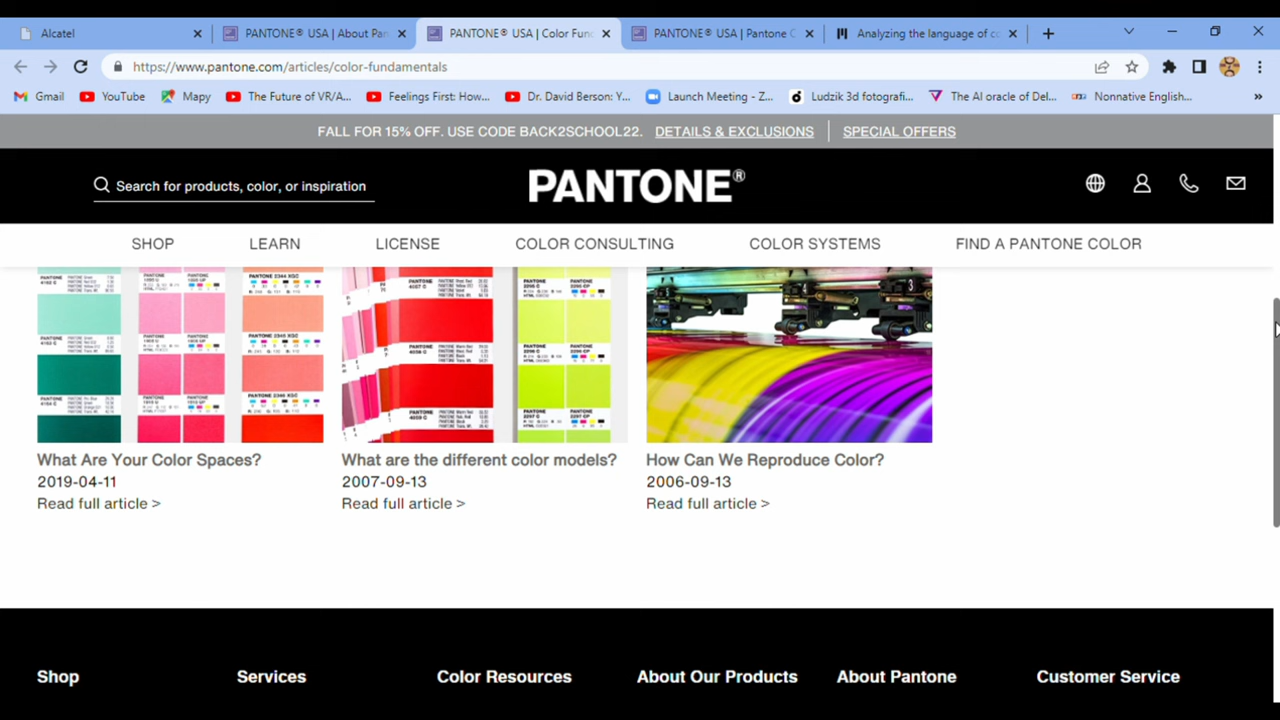 Alcatel
PANTONE® USA | About Pan
PANTONE® USA | Color Fun
PANTONE® USA | Pantone C
Analyzing the language of co
https://www.pantone.com/articles/color-fundamentals
Gmail
YouTube
Mapy
The Future of VR/A...
Feelings First: How...
Dr. David Berson: Y...
Launch Meeting - Z...
Ludzik 3d fotografi...
The AI oracle of Del...
Nonnative English...
»
FALL FOR 15% OFF. USE CODE BACK2SCHOOL22. DETAILS & EXCLUSIONS SPECIAL OFFERS
Search for products, color, or inspiration
PANTONE®
SHOP LEARN LICENSE COLOR CONSULTING COLOR SYSTEMS FIND A PANTONE COLOR
What Are Your Color Spaces?
2019-04-11
Read full article >
What are the different color models?
2007-09-13
Read full article >
How Can We Reproduce Color?
2006-09-13
Read full article >
Shop Services Color Resources About Our Products About Pantone Customer Service